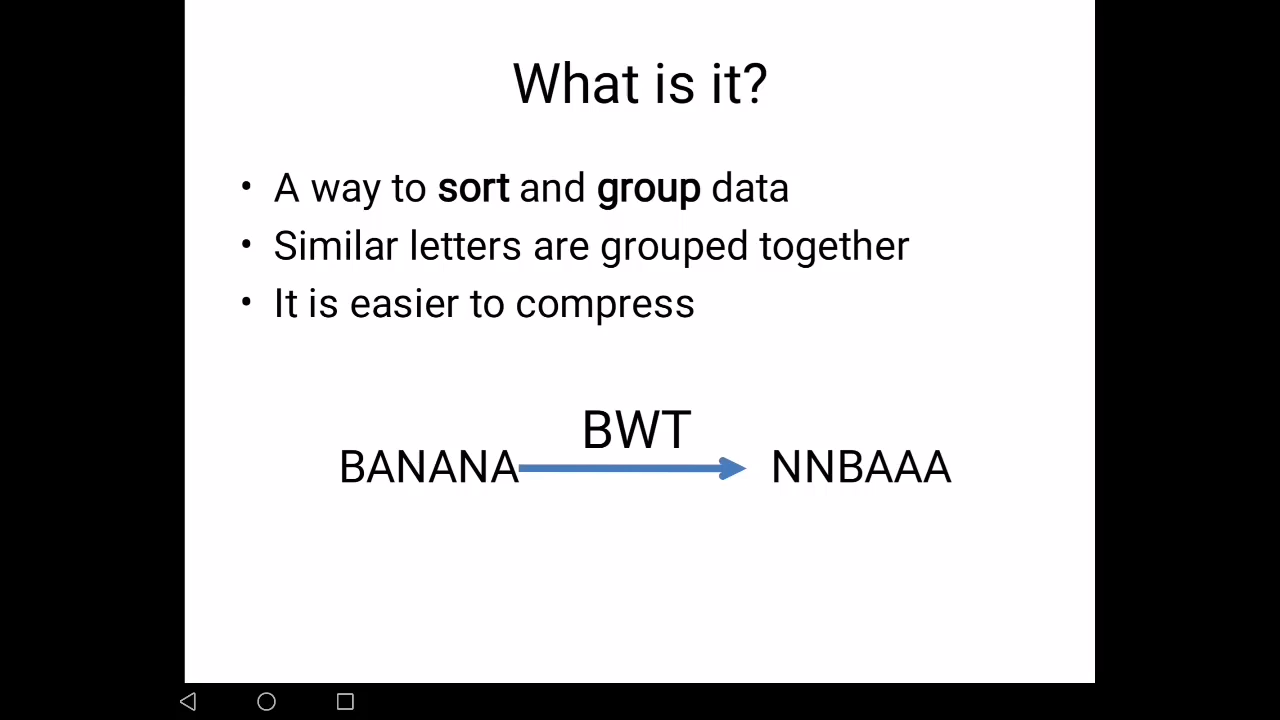 What is it?
• A way to sort and group data
• Similar letters are grouped together
• It is easier to compress
BWT
BANANA NNBAAA